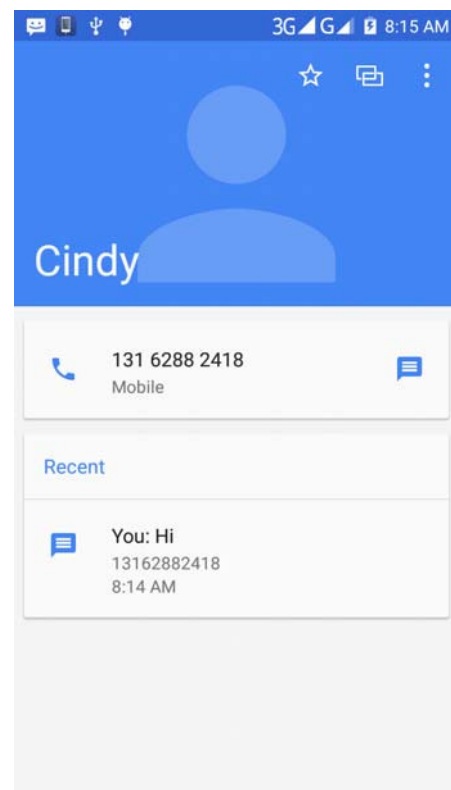 3G G 8:15 AM
Cindy
131 6288 2418
Mobile
Recent
You: Hi
13162882418
8:14 AM